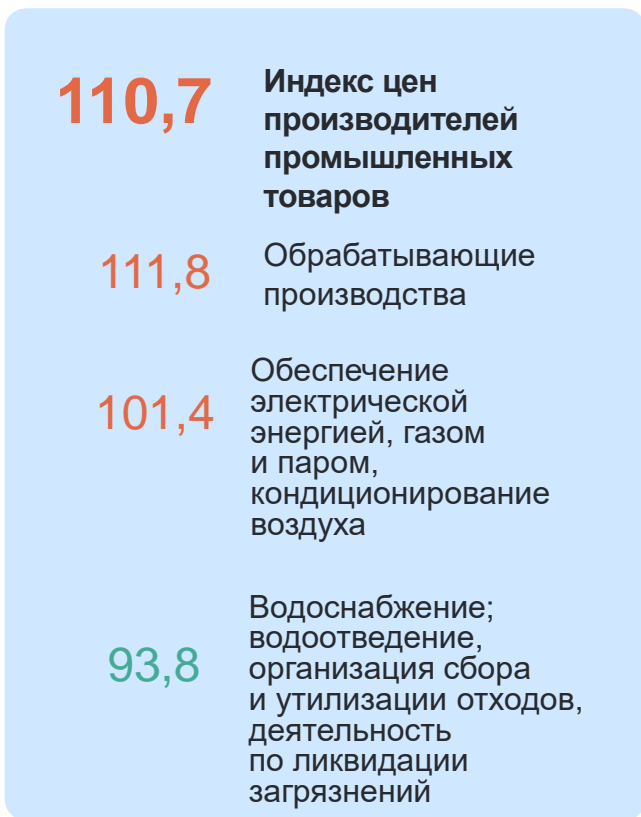 110,7
Индекс цен
производителей
промышленных
товаров
111,8
Обрабатывающие
производства
101,4
Обеспечение
электрической
энергией, газом
и паром,
кондиционирование
воздуха
93,8
Водоснабжение;
водоотведение,
организация сбора
и утилизации отходов,
деятельность
по ликвидации
загрязнений